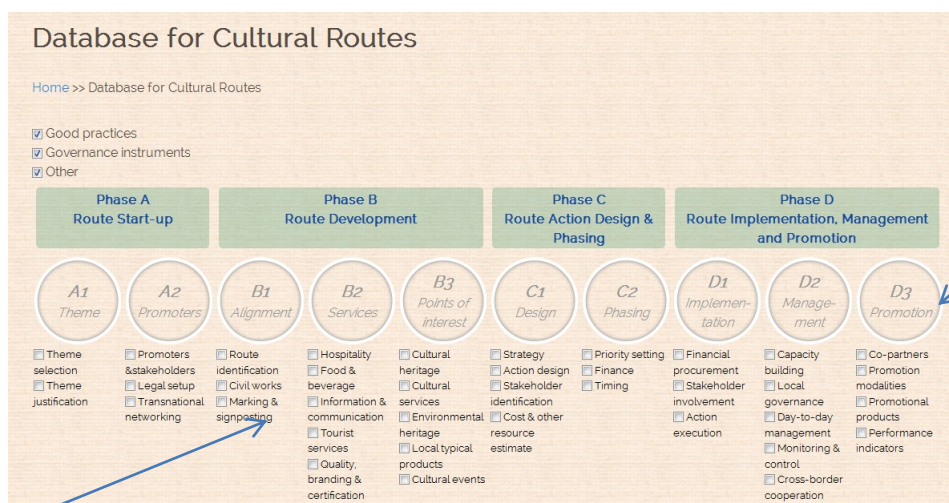 Database for Cultural Routes
Home >> Database for Cultural Routes
Good practices
Governance instruments
Other
Phase A
Route Start-up
Phase B
Route Development
Phase C
Route Action Design &
Phasing
Phase D
Route Implementation, Management
and Promotion
A1
Theme
A2
Promoters
B1
Alignment
B2
Services
B3
Points of
interest
C1
Design
C2
Phasing
D1
Implemen-
tation
D2
Manage-
ment
D3
Promotion
Theme
selection
Theme
justification
Promoters
&stakeholders
Legal setup
Transnational
networking
Route
identification
Civil works
Marking &
signposting
Hospitality
Food &
beverage
Information &
communication
Tourist
services
Quality,
branding &
certification
Cultural
heritage
Cultural
services
Environmental
heritage
Local typical
products
Cultural events
Strategy
Action design
Stakeholder
identification
Cost & other
resource
estimate
Priority setting
Finance
Timing
Financial
procurement
Stakeholder
involvement
Action
execution
Capacity
building
Local
governance
Day-to-day
management
Monitoring &
control
Cross-border
cooperation
Co-partners
Promotion
modalities
Promotional
products
Performance
indicators